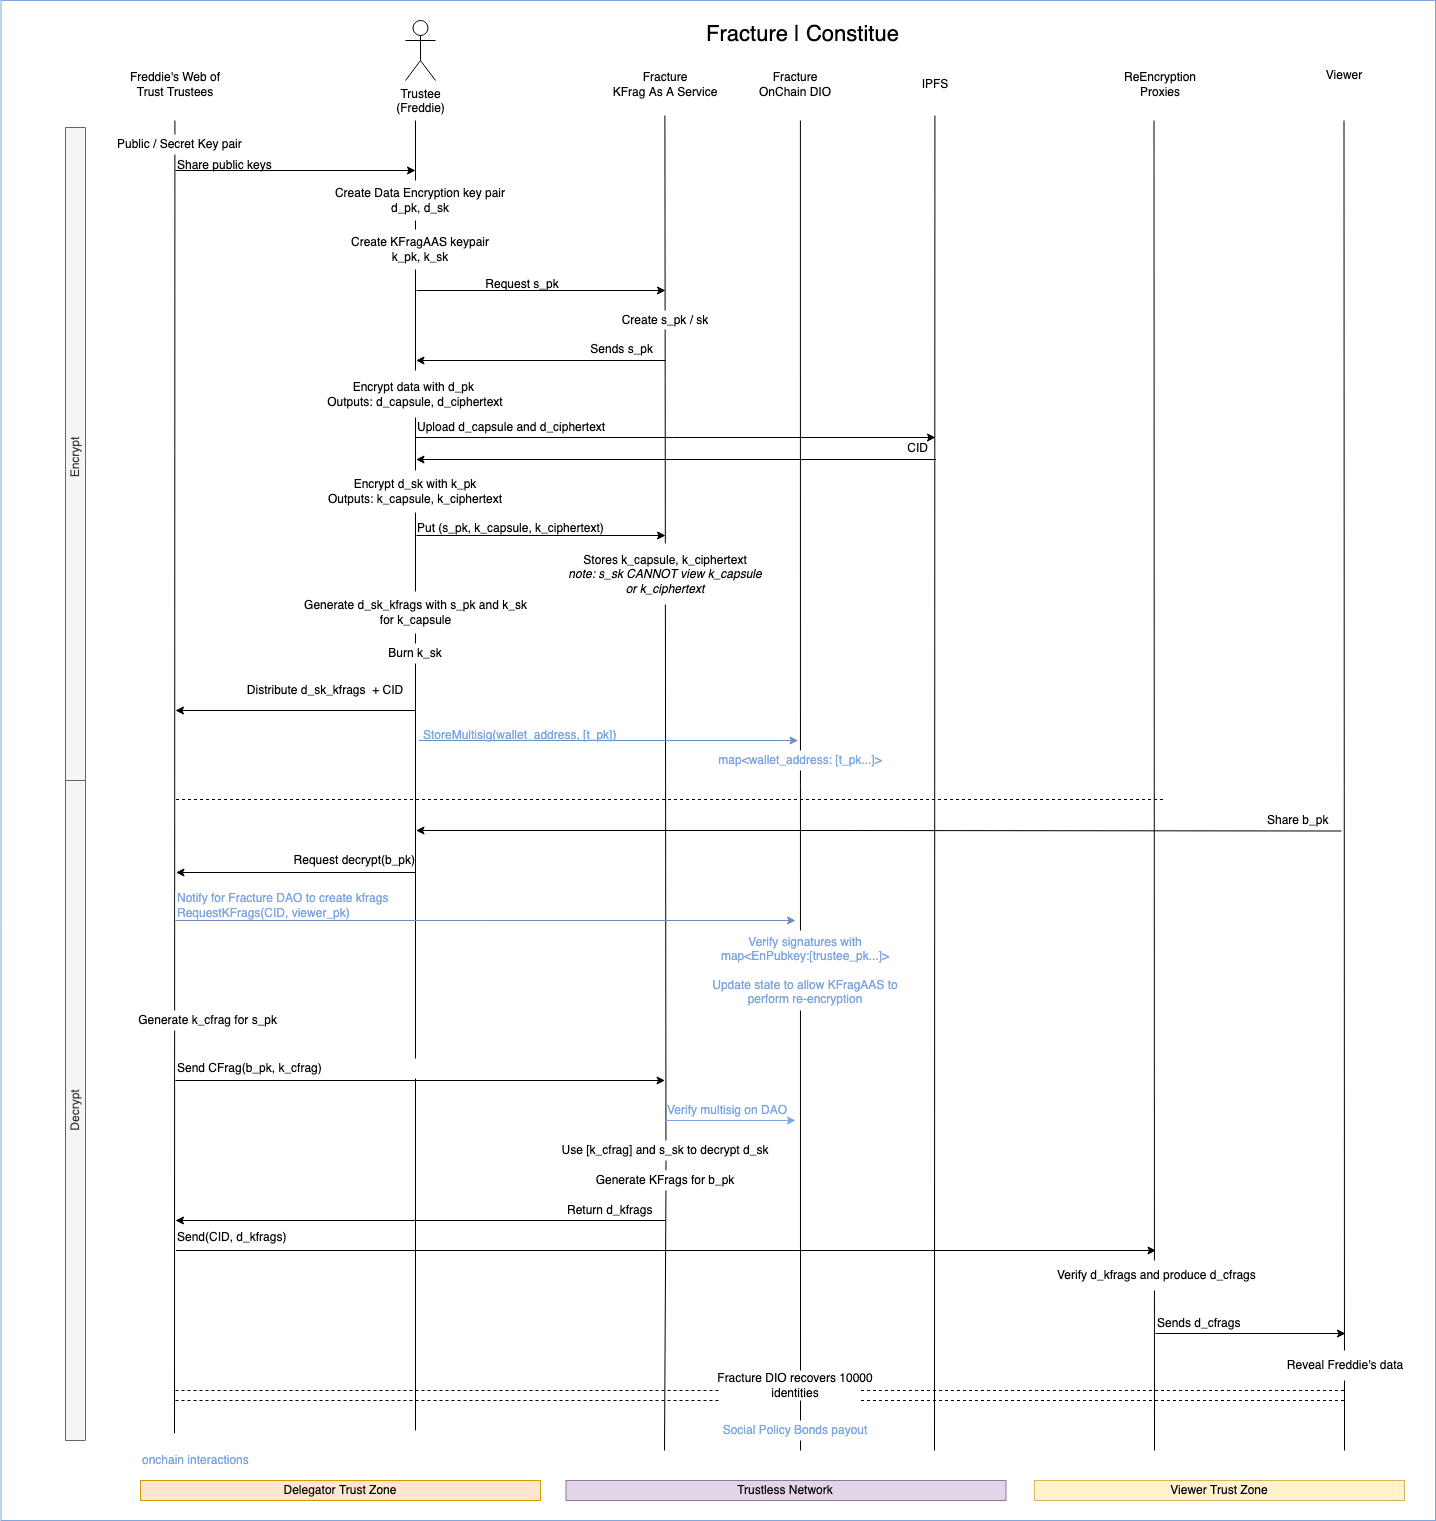 Fracture | Constitue
Freddie's Web of
Trust Trustees
Trustee
(Freddie)
Fracture
KFrag As A Service
Fracture
OnChain DIO
IPFS
ReEncryption
Proxies
Viewer
Encrypt
Public / Secret Key pair
Share public keys
Create Data Encryption key pair
d_pk, d_sk
Create KFragAAS keypair
k_pk, k_sk
Request s_pk
Create s_pk / sk
Sends s_pk
Encrypt data with d_pk
Outputs: d_capsule, d_ciphertext
Upload d_capsule and d_ciphertext
CID
Encrypt d_sk with k_pk
Outputs: k_capsule, k_ciphertext
Put (s_pk, k_capsule, k_ciphertext)
Stores k_capsule, k_ciphertext
note: s_sk CANNOT view k_capsule
or k_ciphertext
Generate d_sk_kfrags with s_pk and k_sk
for k_capsule
Burn k_sk
Distribute d_sk_kfrags + CID
StoreMultisig(wallet_address, [t_pk])
map<wallet_address: [t_pk...]>
Decrypt
Share b_pk
Request decrypt(b_pk)
Notify for Fracture DAO to create kfrags
RequestKFrags(CID, viewer_pk)
Verify signatures with
map<EnPubkey:[trustee_pk...]>
Update state to allow KFragAAS to
perform re-encryption
Generate k_cfrag for s_pk
Send CFrag(b_pk, k_cfrag)
Verify multisig on DAO
Use [k_cfrag] and s_sk to decrypt d_sk
Generate KFrags for b_pk
Return d_kfrags
Send(CID, d_kfrags)
Verify d_kfrags and produce d_cfrags
Sends d_cfrags
Reveal Freddie's data
Fracture DIO recovers 10000
identities
Social Policy Bonds payout
onchain interactions
Delegator Trust Zone
Trustless Network
Viewer Trust Zone